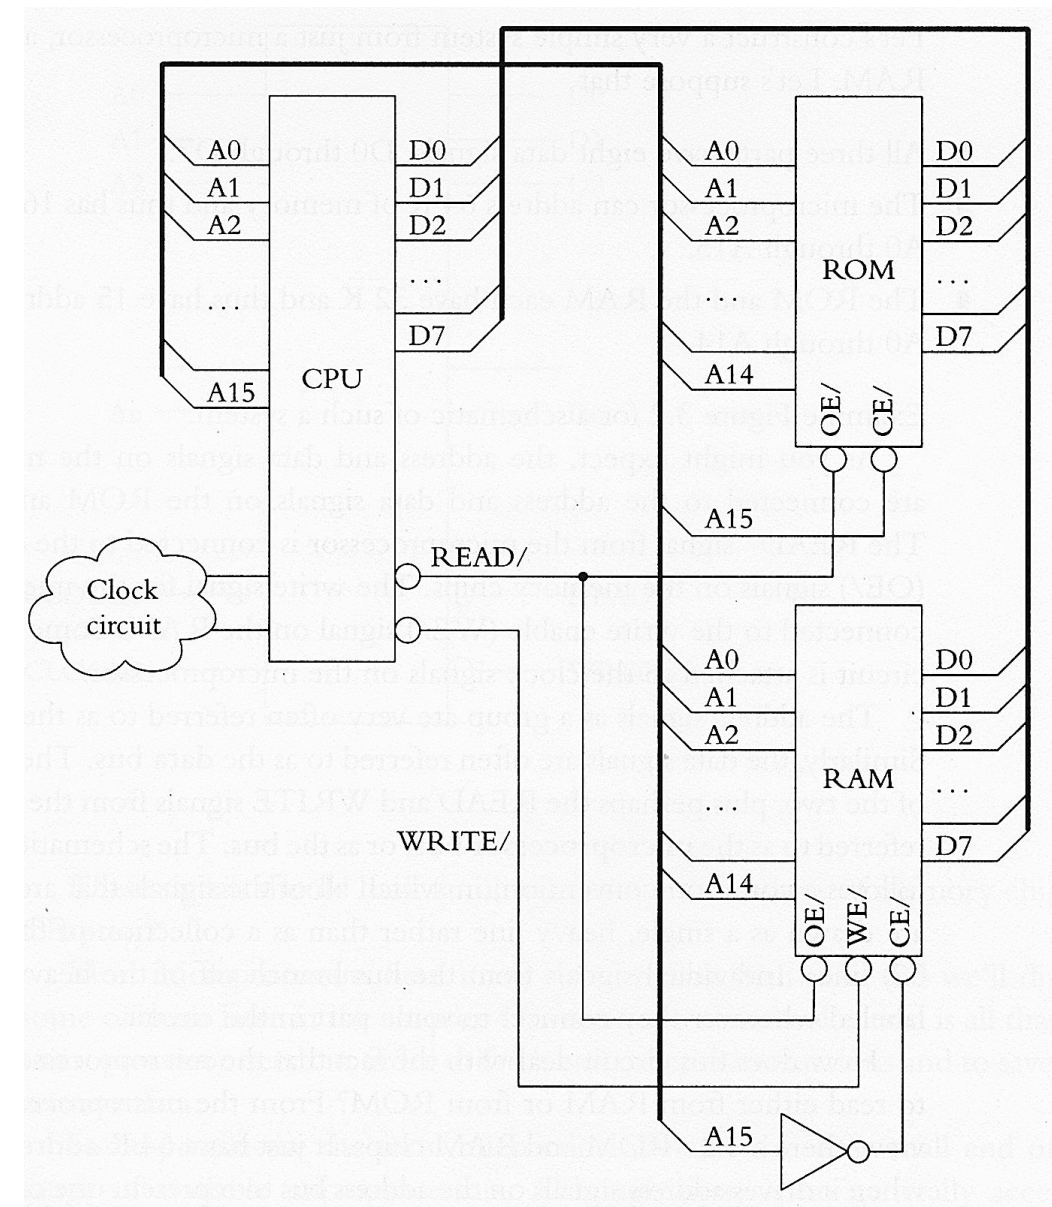 A0
A1
A2
...
A15
CPU
D0
D1
D2
...
D7
READ/
WRITE/
Clock
circuit
A0
A1
A2
...
A14
A15
ROM
D0
D1
D2
...
D7
OE/
CE/
A0
A1
A2
...
A14
RAM
D0
D1
D2
...
D7
OE/
WE/
CE/
A15